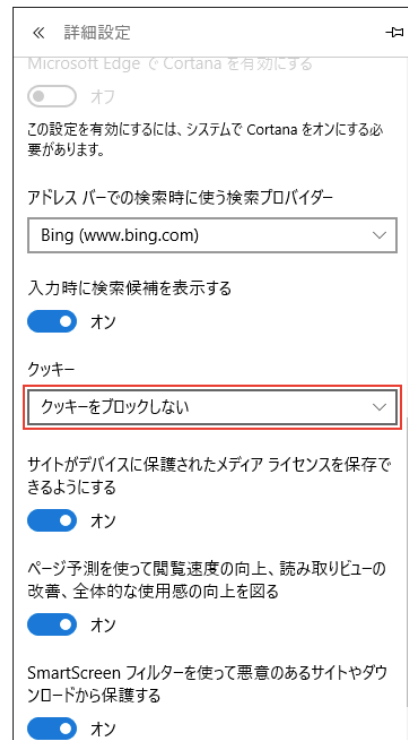 « 詳細設定
Microsoft Edge で Cortana を有効にする
オフ
この設定を有効にするには、システムで Cortana をオンにする必
要があります。
アドレス バーでの検索時に使う検索プロバイダー
Bing (www.bing.com)
入力時に検索候補を表示する
オン
クッキー
クッキーをブロックしない
サイトがデバイスに保護されたメディア ライセンスを保存で
きるようにする
オン
ページ予測を使って閲覧速度の向上、読み取りビューの
改善、全体的な使用感の向上を図る
オン
SmartScreen フィルターを使って悪意のあるサイトやダウ
ンロードから保護する
オン